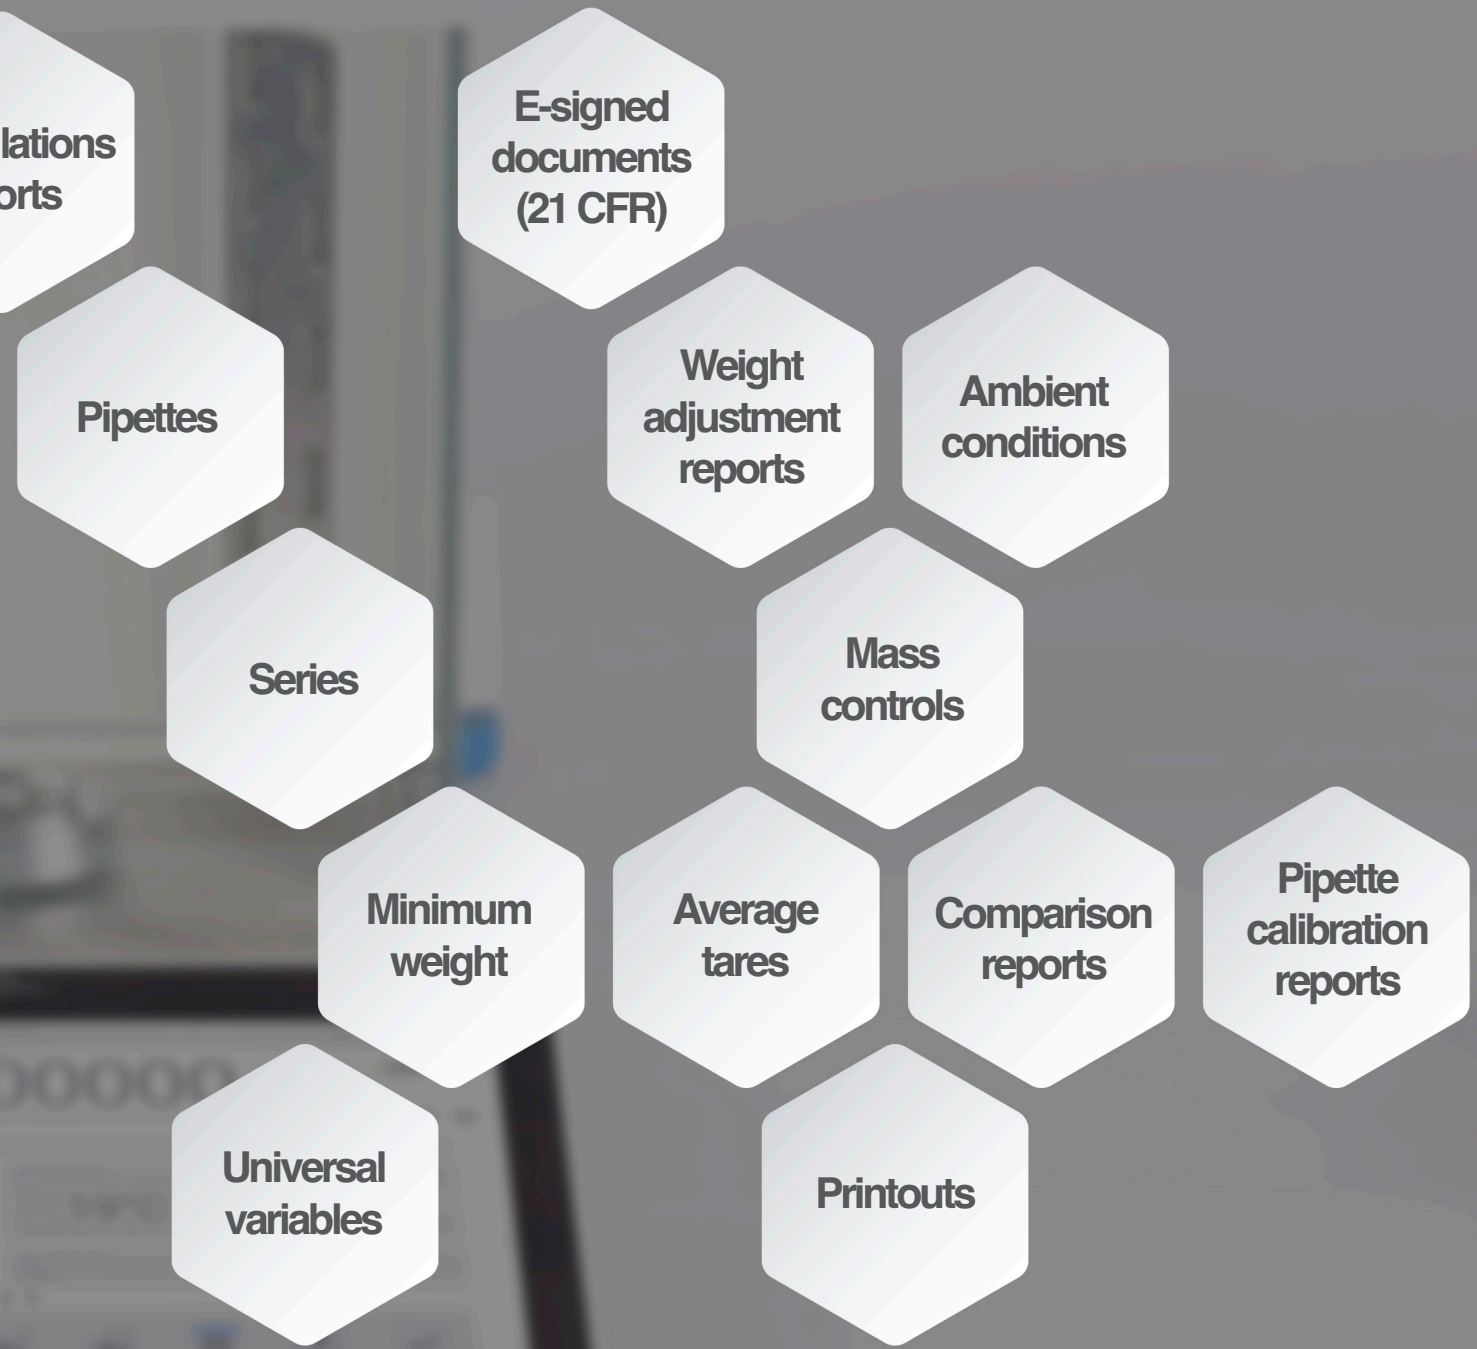 lations
orts
E-signed
documents
(21 CFR)
Pipettes
Weight
adjustment
reports
Ambient
conditions
Series
Mass
controls
Minimum
weight
Average
tares
Comparison
reports
Pipette
calibration
reports
Universal
variables
Printouts